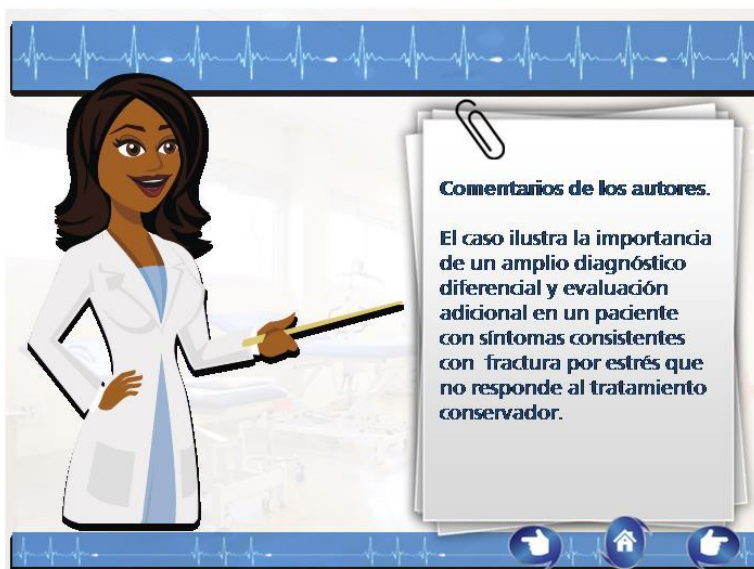 Comentarios de los autores.
El caso ilustra la importancia
de un amplio diagnóstico
diferencial y evaluación
adicional en un paciente
con síntomas consistentes
con fractura por estrés que
no responde al tratamiento
conservador.